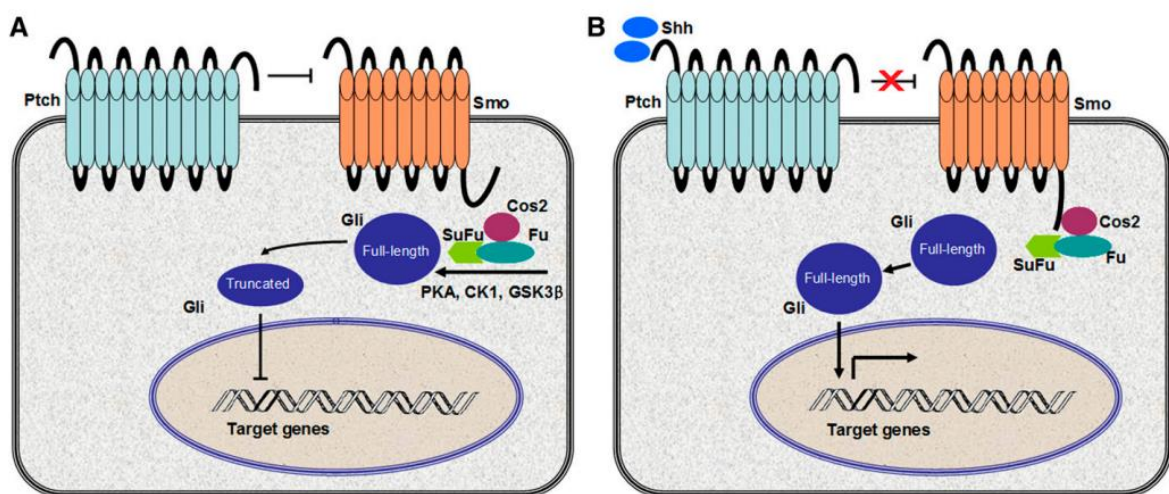 A
Ptch
Smo
Cos2
Gli
SuFu
Fu
Full-length
Truncated
PKA, CK1, GSK3β
Gli
Target genes
B
Shh
Ptch
Smo
Gli
Cos2
Full-length
SuFu
Fu
Full-length
Gli
Target genes